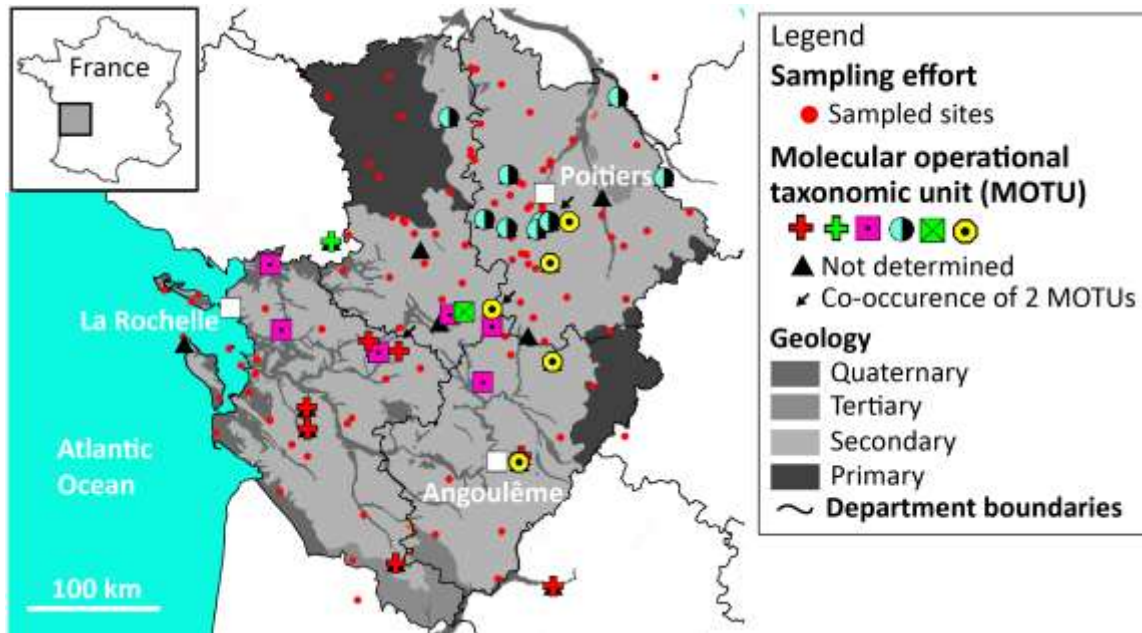 France
Poitiers
La Rochelle
Atlantic
Ocean
Angoulême
100 km
Legend
Sampling effort
Sampled sites
Molecular operational
taxonomic unit (MOTU)
Not determined
Co-occurence of 2 MOTUs
Geology
Quaternary
Tertiary
Secondary
Primary
Department boundaries